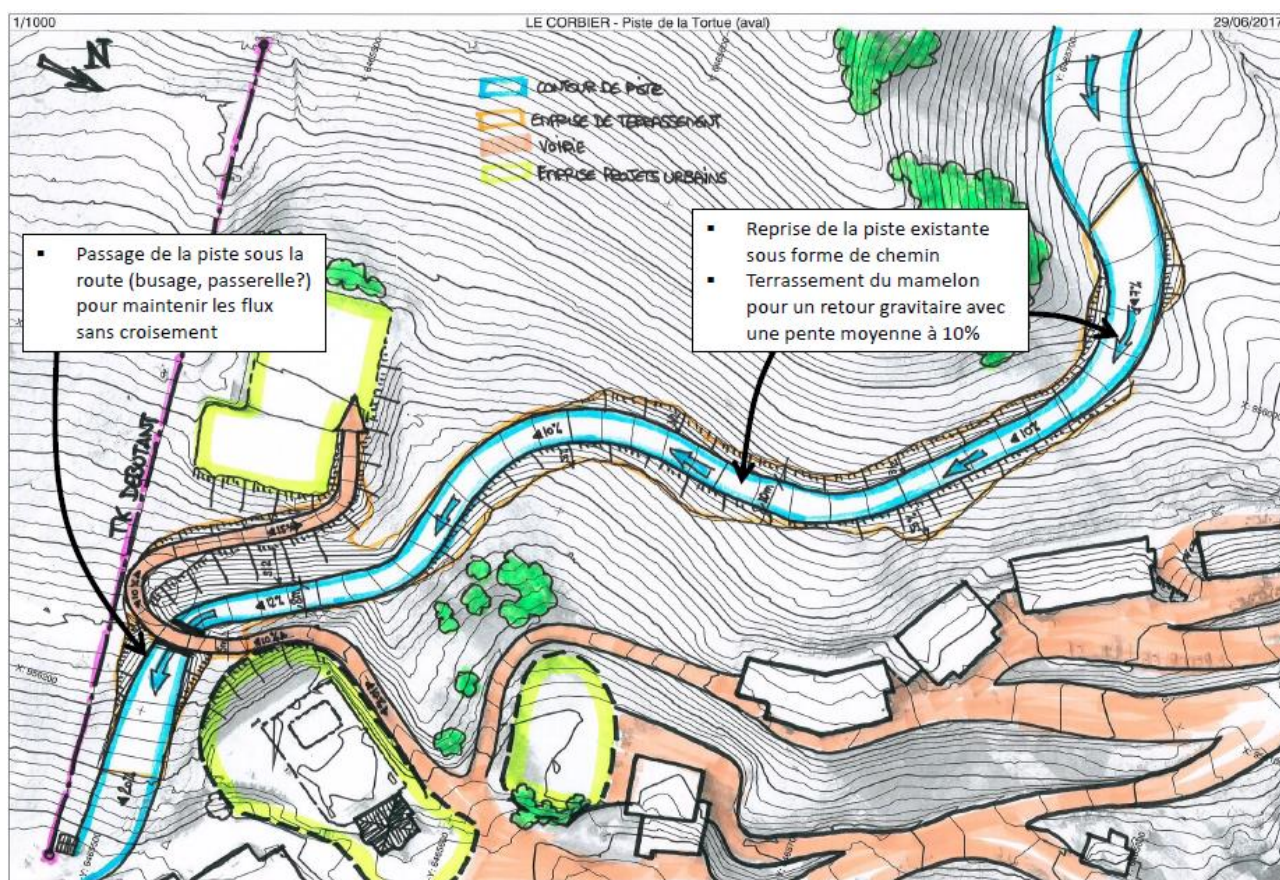 1/1000
LE CORBIER - Piste de la Tortue (aval)
29/06/2017
N
CONTOUR DE PISTE
EMPRISE DE TERRASSEMENT
VOIRIE
EMPRISE PROJETS URBAINS
▪ Passage de la piste sous la
route (busage, passerelle?)
pour maintenir les flux
sans croisement
▪ Reprise de la piste existante
sous forme de chemin
▪ Terrassement du mamelon
pour un retour gravitaire avec
une pente moyenne à 10%
TK DEBUTANT
10%
10%
12%
15%
10%
10%
10m
X: 956200